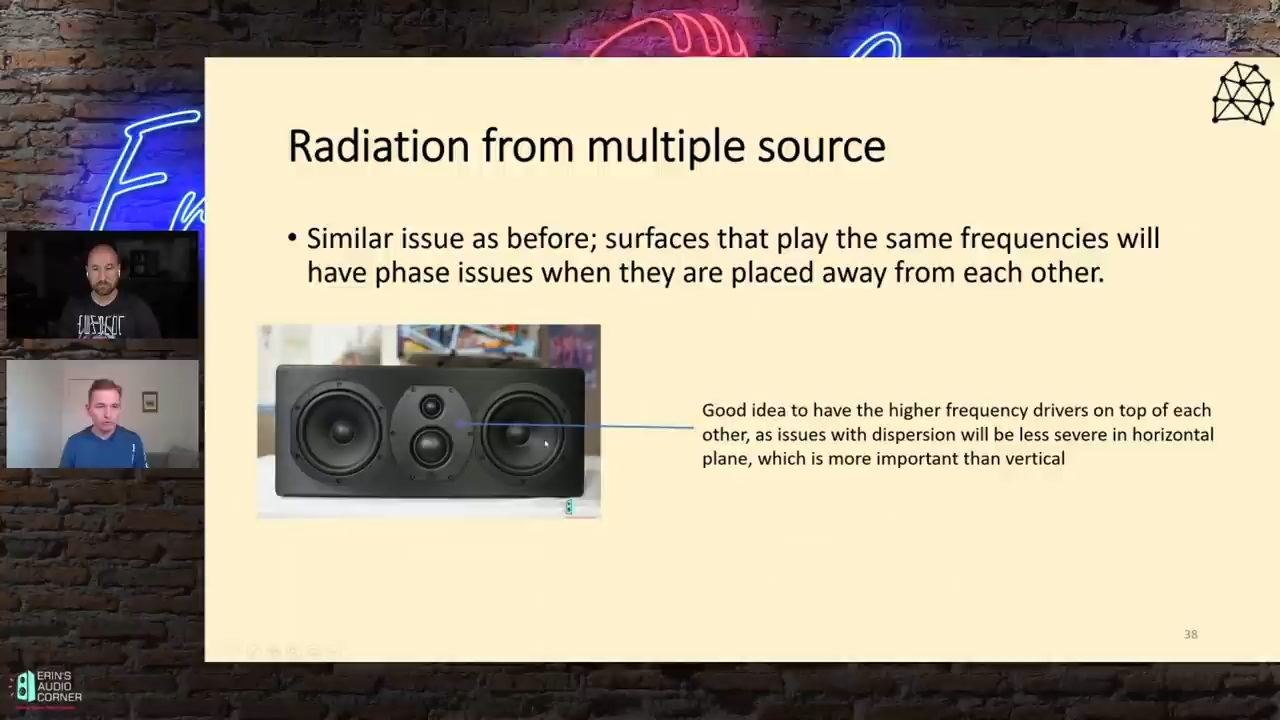 Radiation from multiple source
• Similar issue as before; surfaces that play the same frequencies will
have phase issues when they are placed away from each other.
Good idea to have the higher frequency drivers on top of each
other, as issues with dispersion will be less severe in horizontal
plane, which is more important than vertical
38
ERIN'S
AUDIO
CORNER